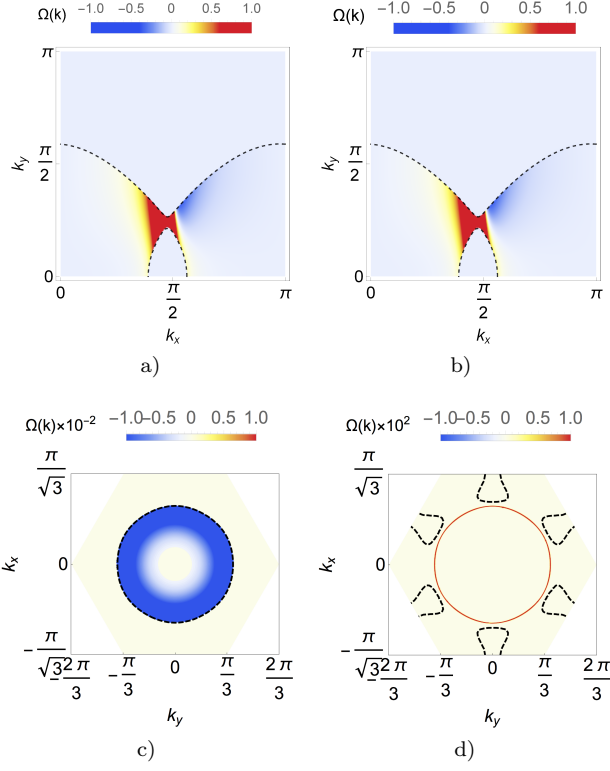 Ω(k) -1.0 -0.5 0 0.5 1.0
π
k_y π/2
0
0 π/2 π
k_x
a)
Ω(k) -1.0 -0.5 0 0.5 1.0
π
k_y π/2
0
0 π/2 π
k_x
b)
Ω(k)×10⁻² -1.0 -0.5 0 0.5 1.0
π/√3
k_x 0
-π/√3
-2π/3 -π/3 0 π/3 2π/3
k_y
c)
Ω(k)×10² -1.0 -0.5 0 0.5 1.0
π/√3
k_x 0
-π/√3
-2π/3 -π/3 0 π/3 2π/3
k_y
d)